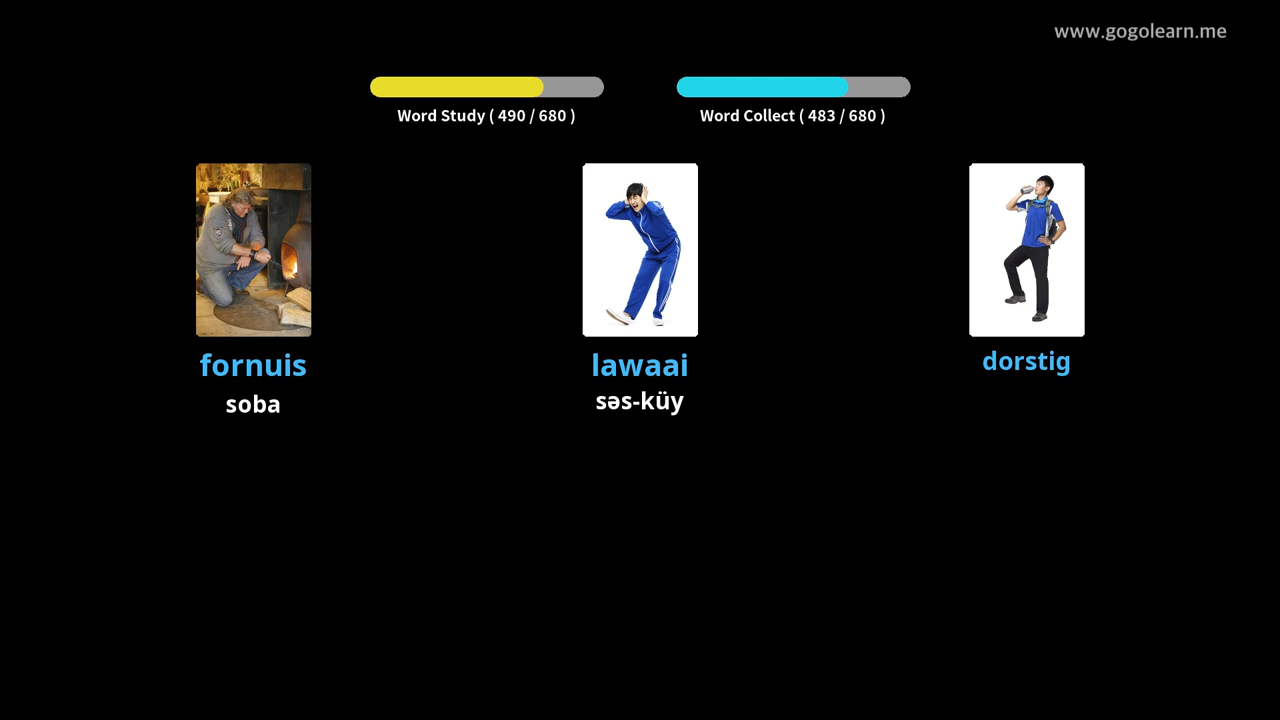 www.gogolearn.me
Word Study ( 490 / 680 )
Word Collect ( 483 / 680 )
fornuis
soba
lawaai
səs-küy
dorstig